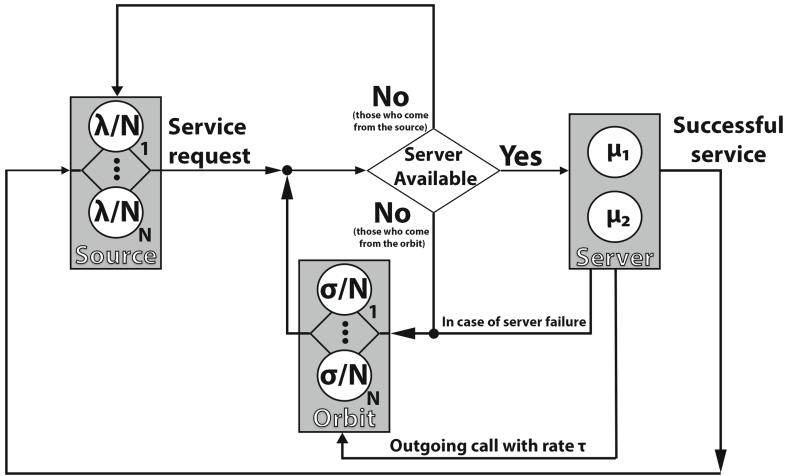 No
(those who come
from the source)
λ/N
1
λ/N
N
Source
Service
request
Server
Available
Yes
μ₁
μ₂
Server
Successful
service
No
(those who come
from the orbit)
σ/N
1
σ/N
N
Orbit
In case of server failure
Outgoing call with rate τ